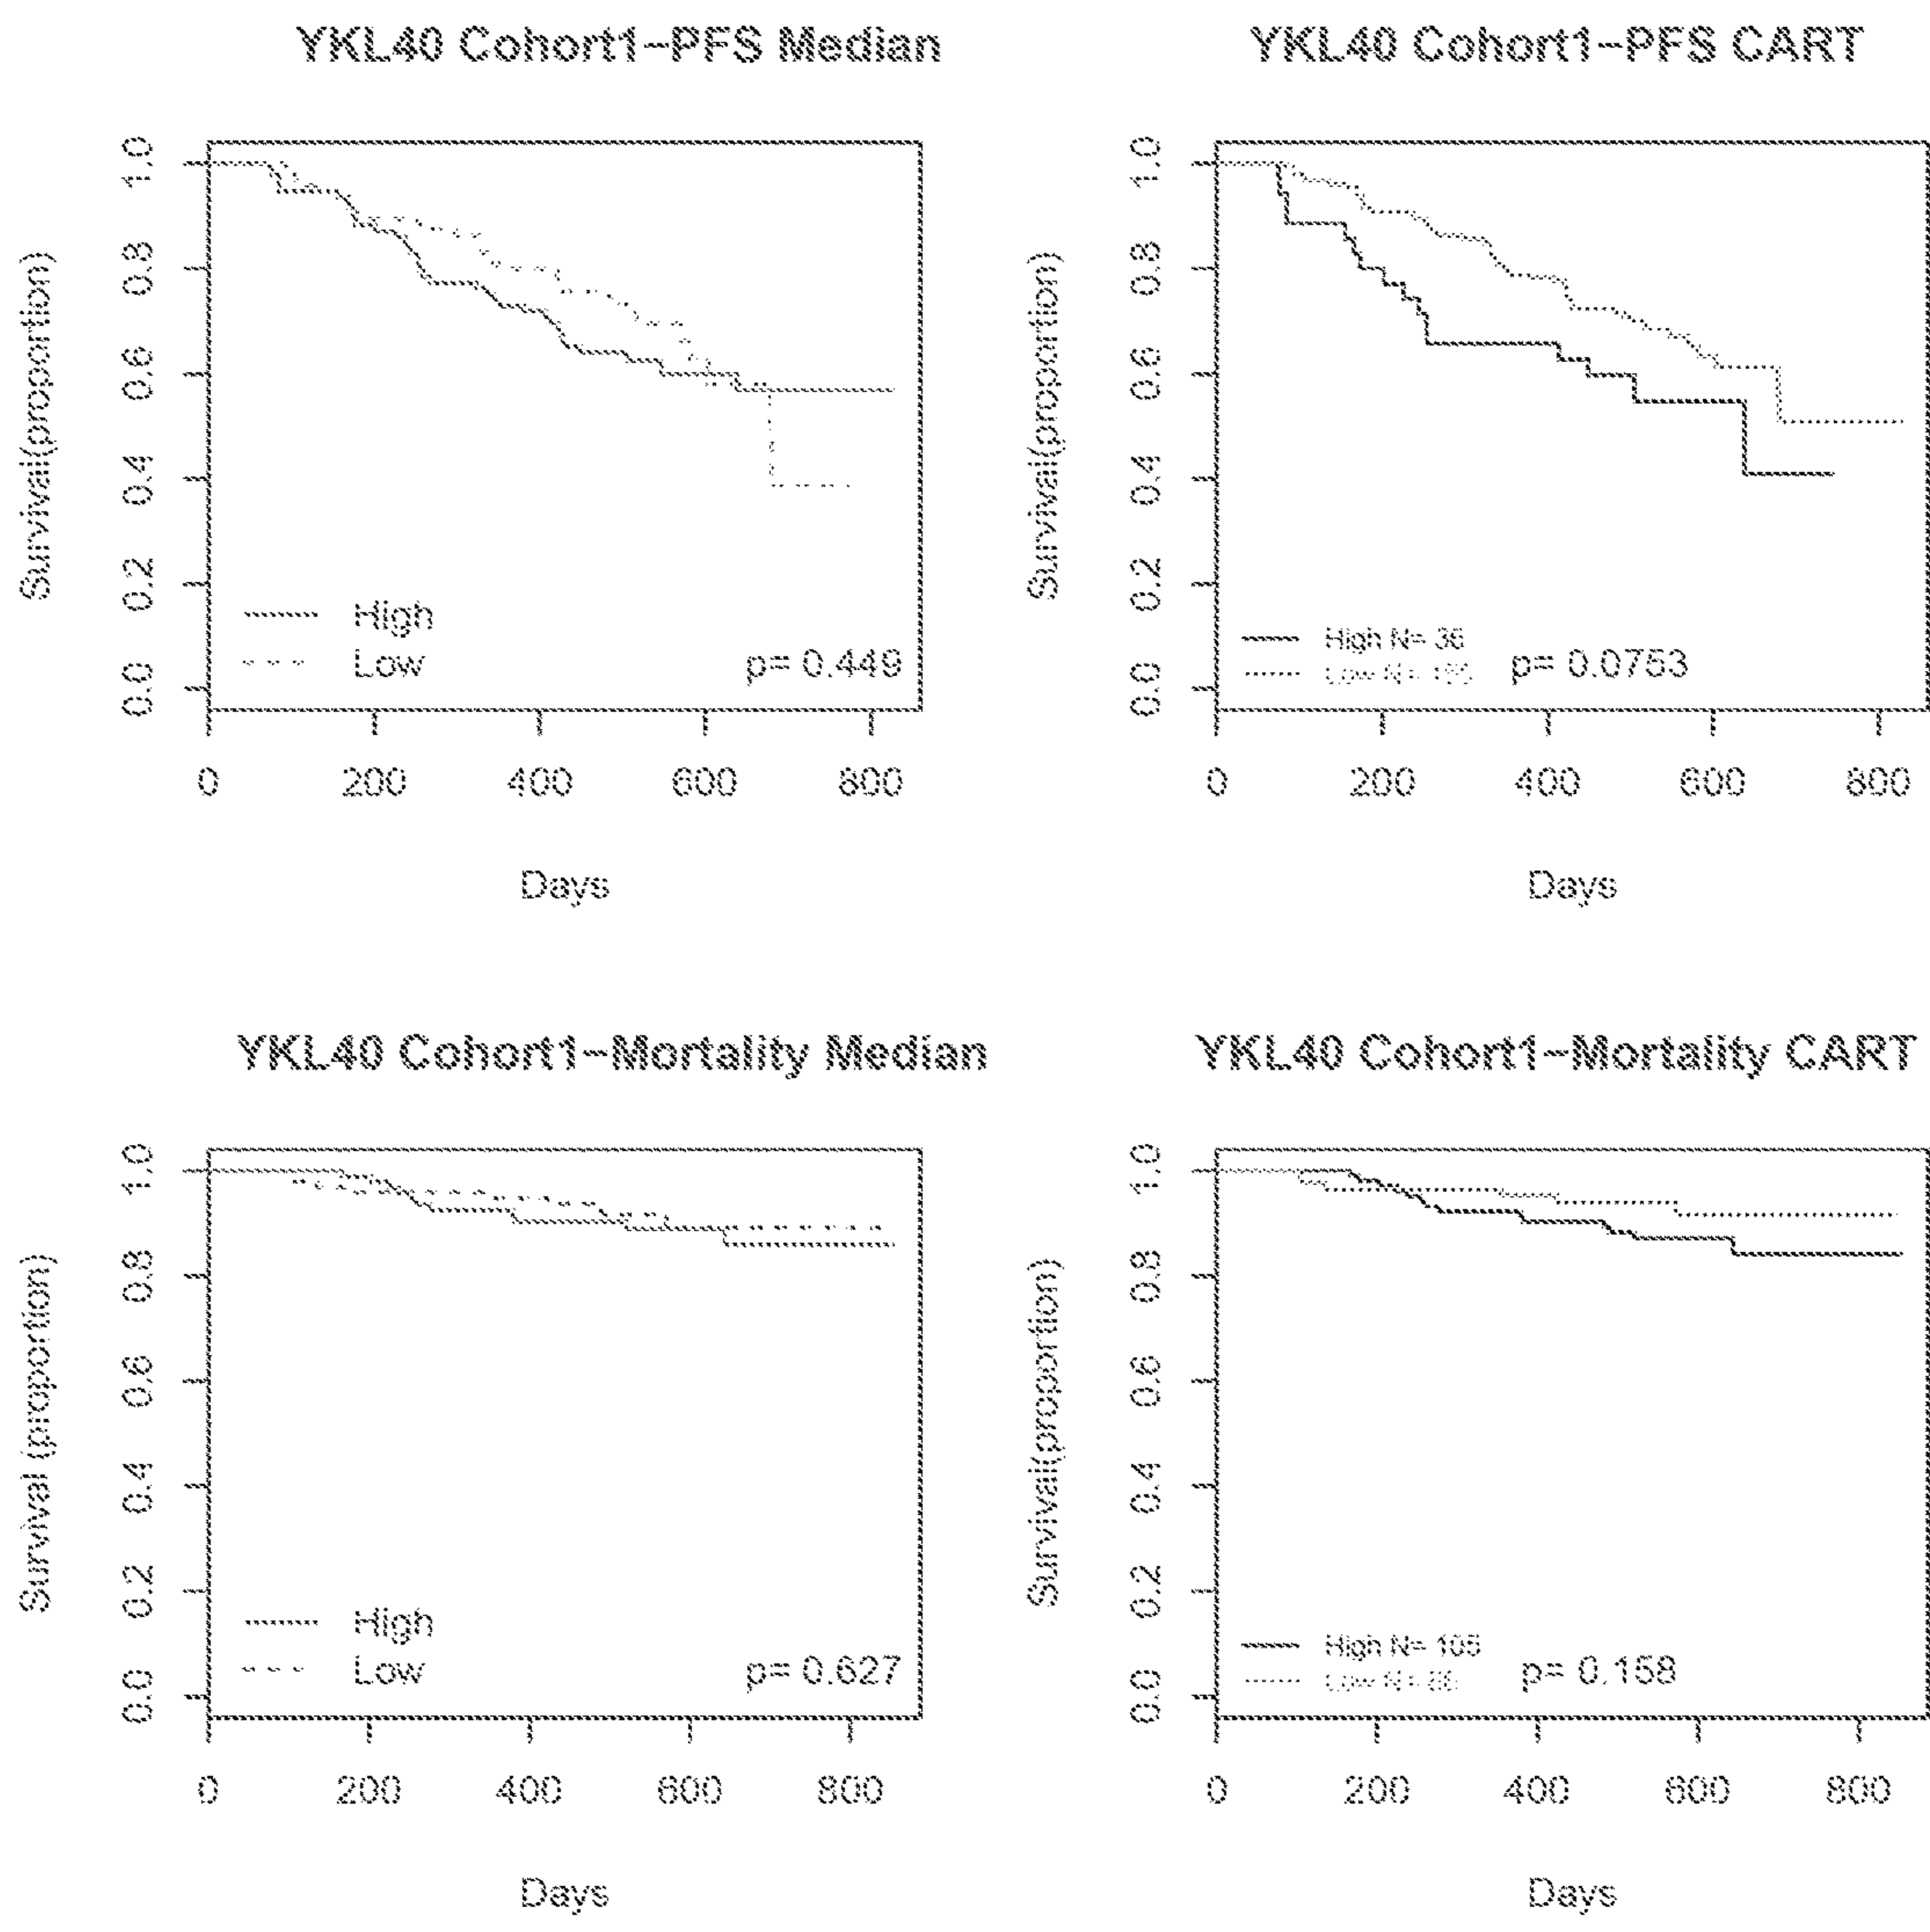 YKL40 Cohort1-PFS Median
Survival(proportion)
1.0
0.8
0.6
0.4
0.2
0.0
High
Low
p= 0.449
0 200 400 600 800
Days
YKL40 Cohort1-PFS CART
Survival(proportion)
1.0
0.8
0.6
0.4
0.2
0.0
High N= 36
Low N=
p= 0.0753
0 200 400 600 800
Days
YKL40 Cohort1-Mortality Median
Survival (proportion)
1.0
0.8
0.6
0.4
0.2
0.0
High
Low
p= 0.627
0 200 400 600 800
Days
YKL40 Cohort1-Mortality CART
Survival(proportion)
1.0
0.8
0.6
0.4
0.2
0.0
High N= 105
Low N=
p= 0.158
0 200 400 600 800
Days